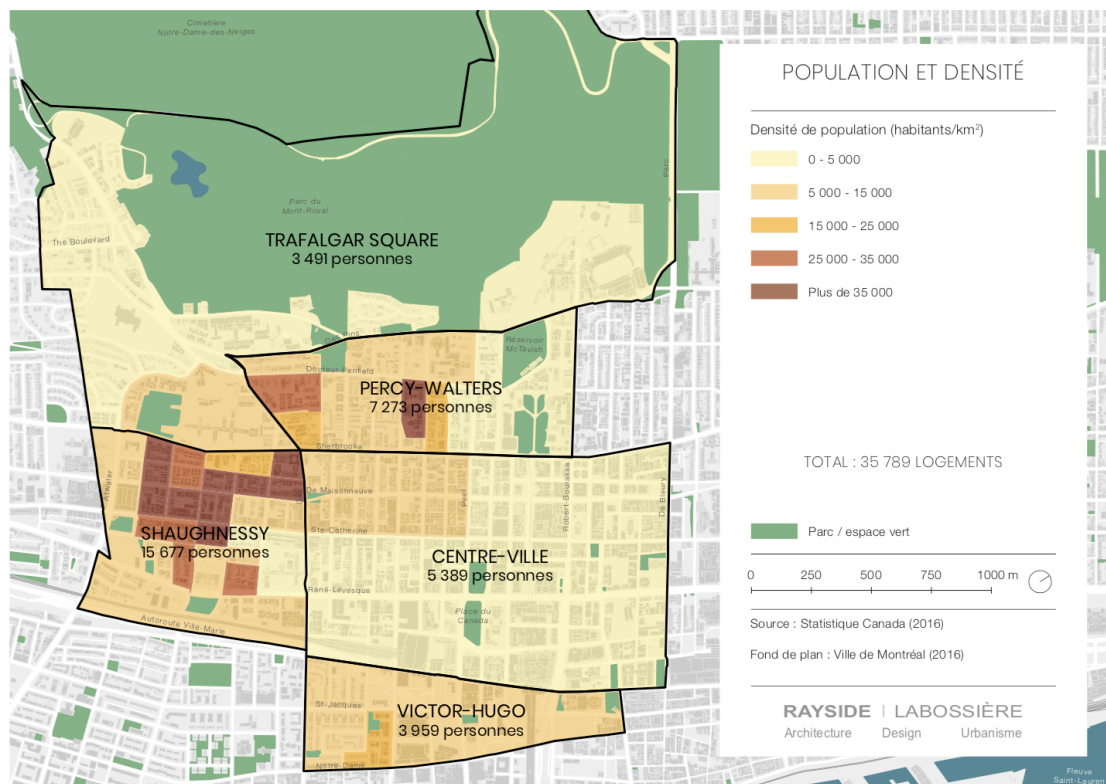 Cimetière
Notre-Dame-des-Neiges
Parc
Parc du
Mont-Royal
The Boulevard
TRAFALGAR SQUARE
3 491 personnes
Pins
Réservoir
McTavish
Docteur-Penfield
PERCY-WALTERS
7 273 personnes
Sherbrooke
Atwater
De Maisonneuve
Peel
Robert-Bourassa
De Bleury
Ste-Catherine
SHAUGHNESSY
15 677 personnes
CENTRE-VILLE
5 389 personnes
René-Lévesque
Place du
Canada
Autoroute Ville-Marie
St-Jacques
VICTOR-HUGO
3 959 personnes
Notre-Dame
POPULATION ET DENSITÉ
Densité de population (habitants/km²)
0 - 5 000
5 000 - 15 000
15 000 - 25 000
25 000 - 35 000
Plus de 35 000
TOTAL : 35 789 LOGEMENTS
Parc / espace vert
0 250 500 750 1000 m
Source : Statistique Canada (2016)
Fond de plan : Ville de Montréal (2016)
RAYSIDE | LABOSSIÈRE
Architecture Design Urbanisme
Fleuve
Saint-Lauren